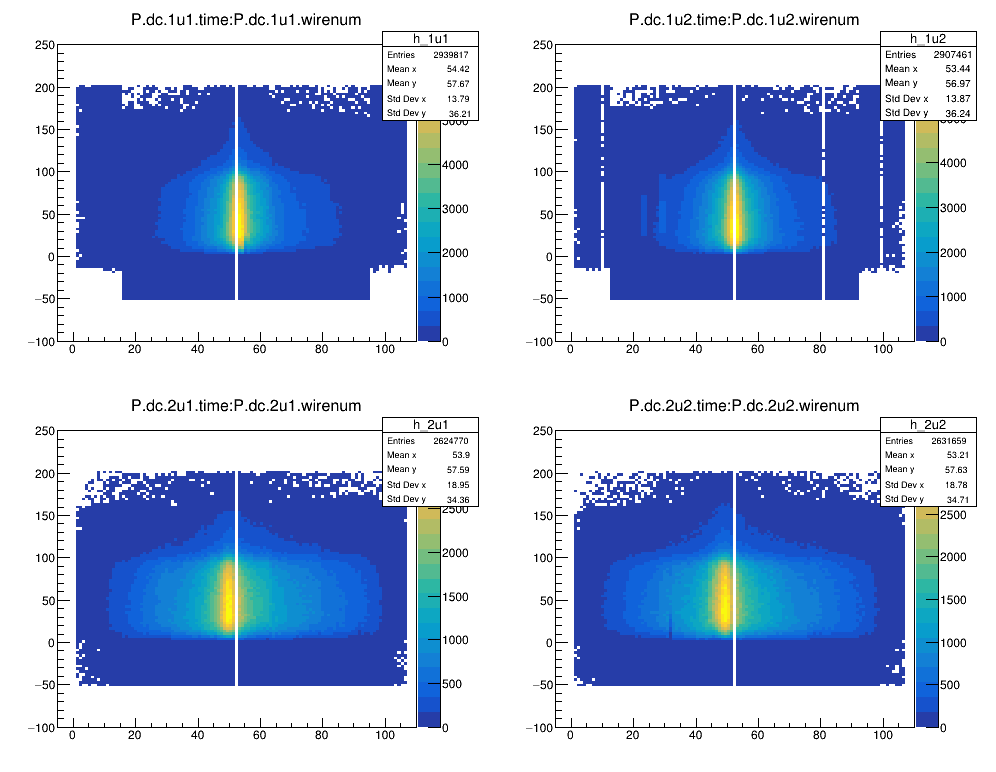 P.dc.1u1.time:P.dc.1u1.wirenum
h_1u1
Entries 2939817
Mean x 54.42
Mean y 57.67
Std Dev x 13.79
Std Dev y 36.21
250
200
150
100
50
0
−50
−100
0 20 40 60 80 100
5000
4000
3000
2000
1000
0
P.dc.1u2.time:P.dc.1u2.wirenum
h_1u2
Entries 2907461
Mean x 53.44
Mean y 56.97
Std Dev x 13.87
Std Dev y 36.24
250
200
150
100
50
0
−50
−100
0 20 40 60 80 100
5000
4000
3000
2000
1000
0
P.dc.2u1.time:P.dc.2u1.wirenum
h_2u1
Entries 2624770
Mean x 53.9
Mean y 57.59
Std Dev x 18.95
Std Dev y 34.36
250
200
150
100
50
0
−50
−100
0 20 40 60 80 100
2500
2000
1500
1000
500
0
P.dc.2u2.time:P.dc.2u2.wirenum
h_2u2
Entries 2631659
Mean x 53.21
Mean y 57.63
Std Dev x 18.78
Std Dev y 34.71
250
200
150
100
50
0
−50
−100
0 20 40 60 80 100
2500
2000
1500
1000
500
0